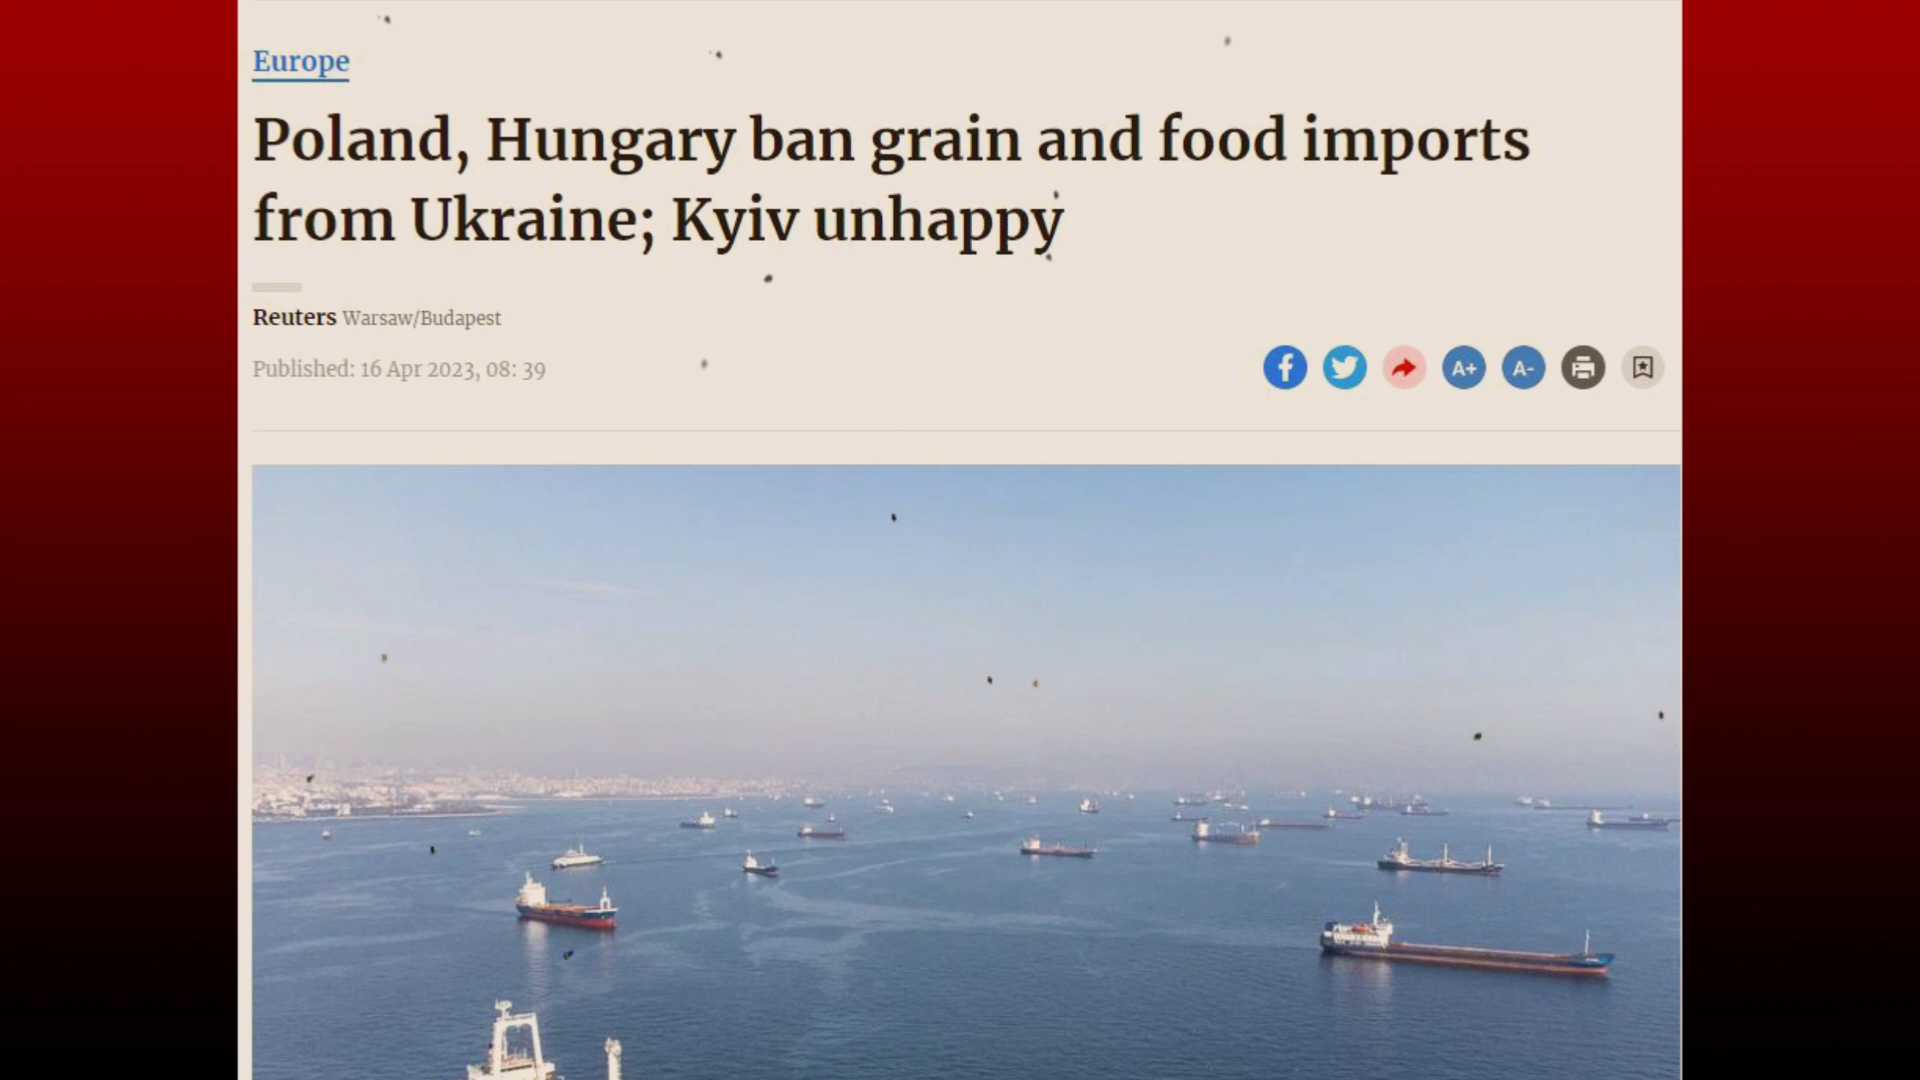 Europe
Poland, Hungary ban grain and food imports
from Ukraine; Kyiv unhappy
Reuters Warsaw/Budapest
Published: 16 Apr 2023, 08: 39
A+ A-